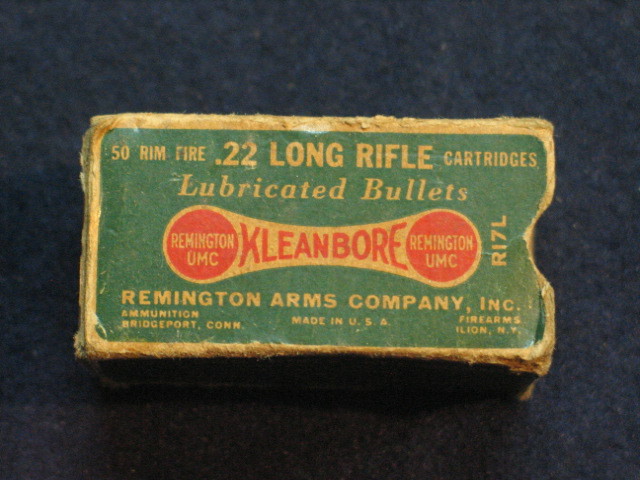 50 RIM FIRE .22 LONG RIFLE CARTRIDGES
Lubricated Bullets
REMINGTON UMC
KLEANBORE
REMINGTON UMC
R17L
REMINGTON ARMS COMPANY, INC.
AMMUNITION
BRIDGEPORT, CONN.
MADE IN U.S.A.
FIREARMS
ILION, N.Y.